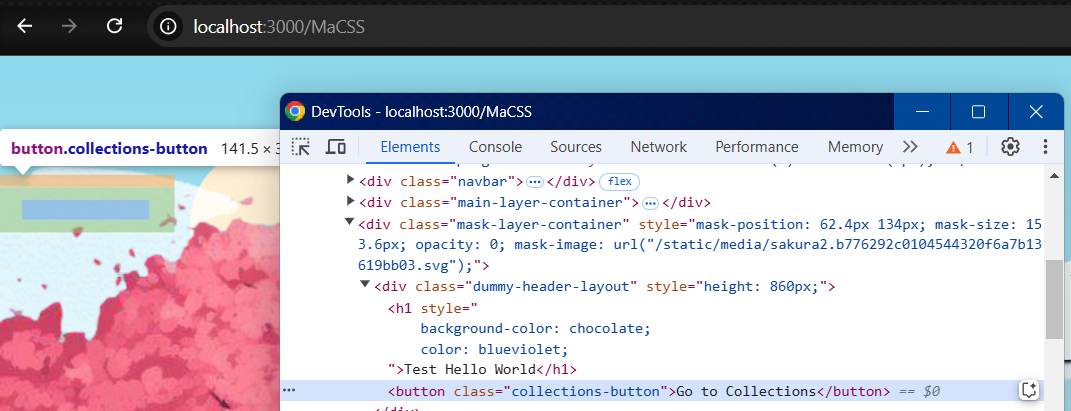 localhost:3000/MaCSS
DevTools - localhost:3000/MaCSS
button.collections-button 141.5 ×
Elements Console Sources Network Performance Memory 1
<div class="navbar"> </div> flex
<div class="main-layer-container"> </div>
<div class="mask-layer-container" style="mask-position: 62.4px 134px; mask-size: 15
3.6px; opacity: 0; mask-image: url("/static/media/sakura2.b776292c0104544320f6a7b13
619bb03.svg");">
<div class="dummy-header-layout" style="height: 860px;">
<h1 style="
background-color: chocolate;
color: blueviolet;
">Test Hello World</h1>
<button class="collections-button">Go to Collections</button> == $0